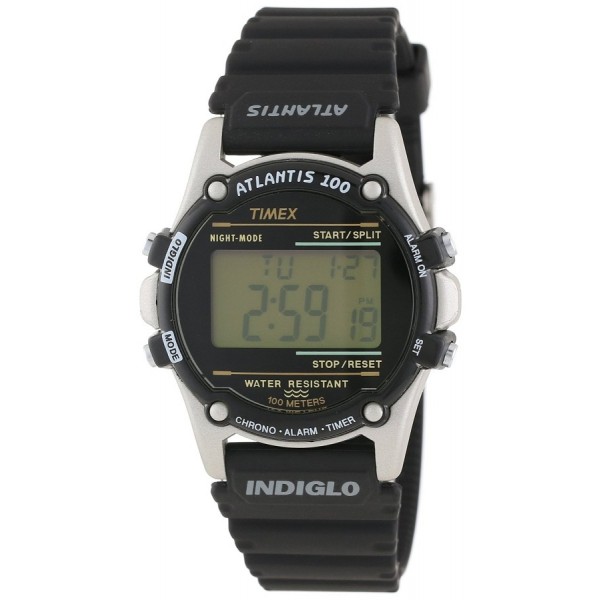 ATLANTIS
ATLANTIS 100
TIMEX
NIGHT-MODE
START/SPLIT
INDIGLO
ALARM ON
TU 1:27
2:59 PM 19
MODE
SET
STOP/RESET
WATER RESISTANT
100 METERS
CHRONO · ALARM · TIMER
INDIGLO